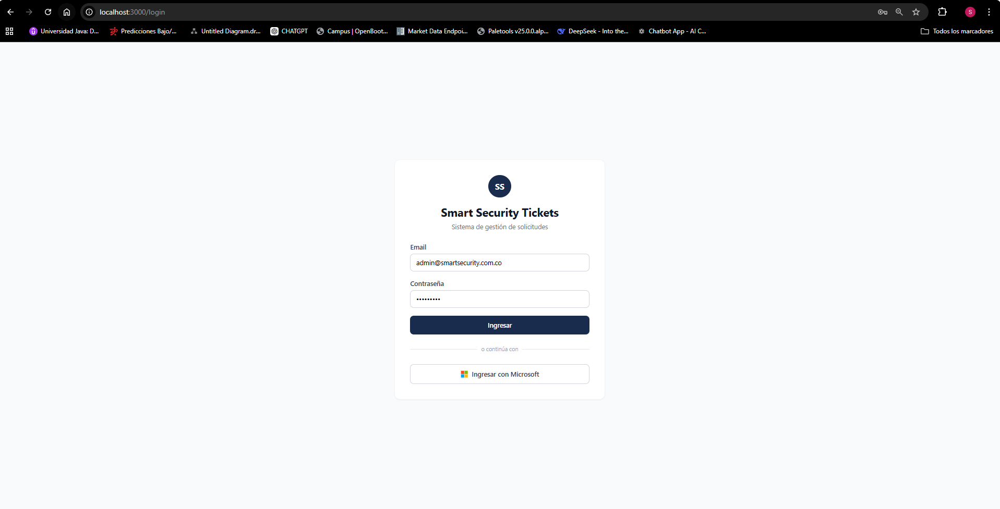 localhost:3000/login
S
Universidad Java: D...
Predicciones Bajo/...
Untitled Diagram.dr...
CHATGPT
Campus | OpenBoot...
Market Data Endpoi...
Paletools v25.0.0.alp...
DeepSeek - Into the...
Chatbot App - AI C...
Todos los marcadores
SS
Smart Security Tickets
Sistema de gestión de solicitudes
Email
admin@smartsecurity.com.co
Contraseña
•••••••••
Ingresar
o continúa con
Ingresar con Microsoft